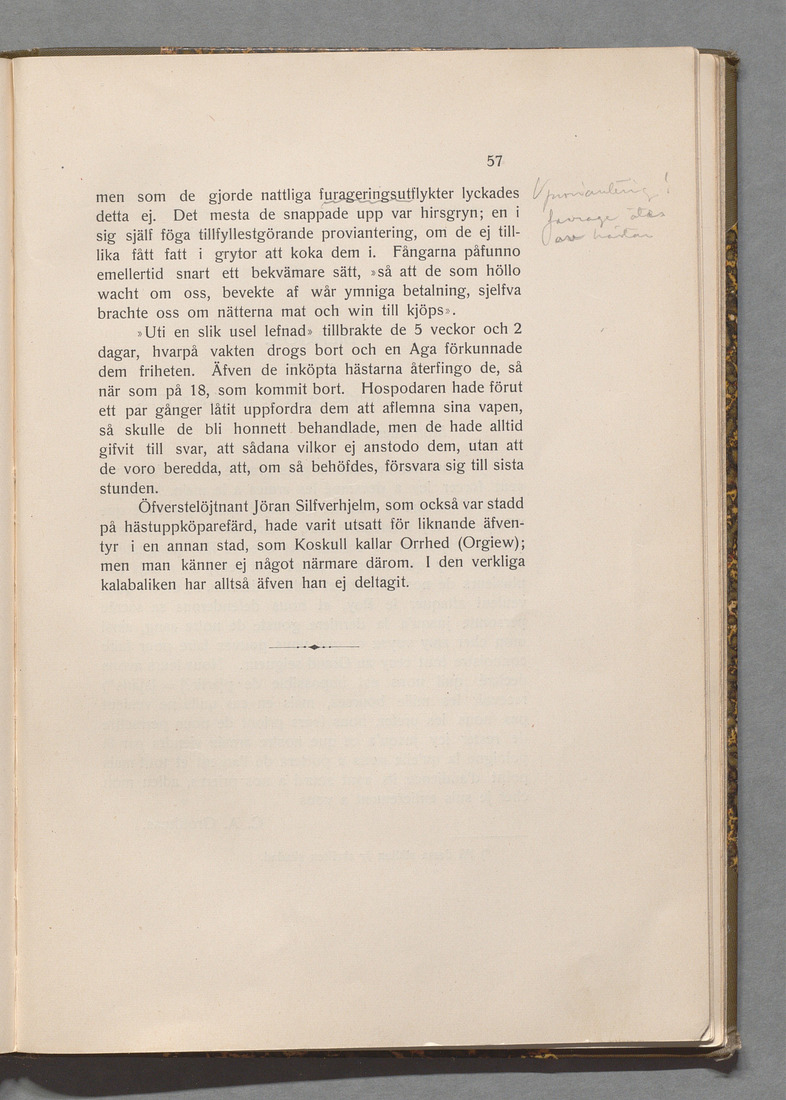 57
men som de gjorde nattliga furageringsutflykter lyckades
detta ej. Det mesta de snappade upp var hirsgryn; en i
sig själf föga tillfyllestgörande proviantering, om de ej till-
lika fått fatt i grytor att koka dem i. Fångarna påfunno
emellertid snart ett bekvämare sätt, »så att de som höllo
wacht om oss, bevekte af wår ymniga betalning, sjelfva
brachte oss om nätterna mat och win till kjöps».
»Uti en slik usel lefnad» tillbrakte de 5 veckor och 2
dagar, hvarpå vakten drogs bort och en Aga förkunnade
dem friheten. Äfven de inköpta hästarna återfingo de, så
när som på 18, som kommit bort. Hospodaren hade förut
ett par gånger låtit uppfordra dem att aflemna sina vapen,
så skulle de bli honnett behandlade, men de hade alltid
gifvit till svar, att sådana vilkor ej anstodo dem, utan att
de voro beredda, att, om så behöfdes, försvara sig till sista
stunden.
Öfverstelöjtnant Jöran Silfverhjelm, som också var stadd
på hästuppköparefärd, hade varit utsatt för liknande äfven-
tyr i en annan stad, som Koskull kallar Orrhed (Orgiew);
men man känner ej något närmare därom. I den verkliga
kalabaliken har alltså äfven han ej deltagit.
proviantering!
fourage ätes
av hästar